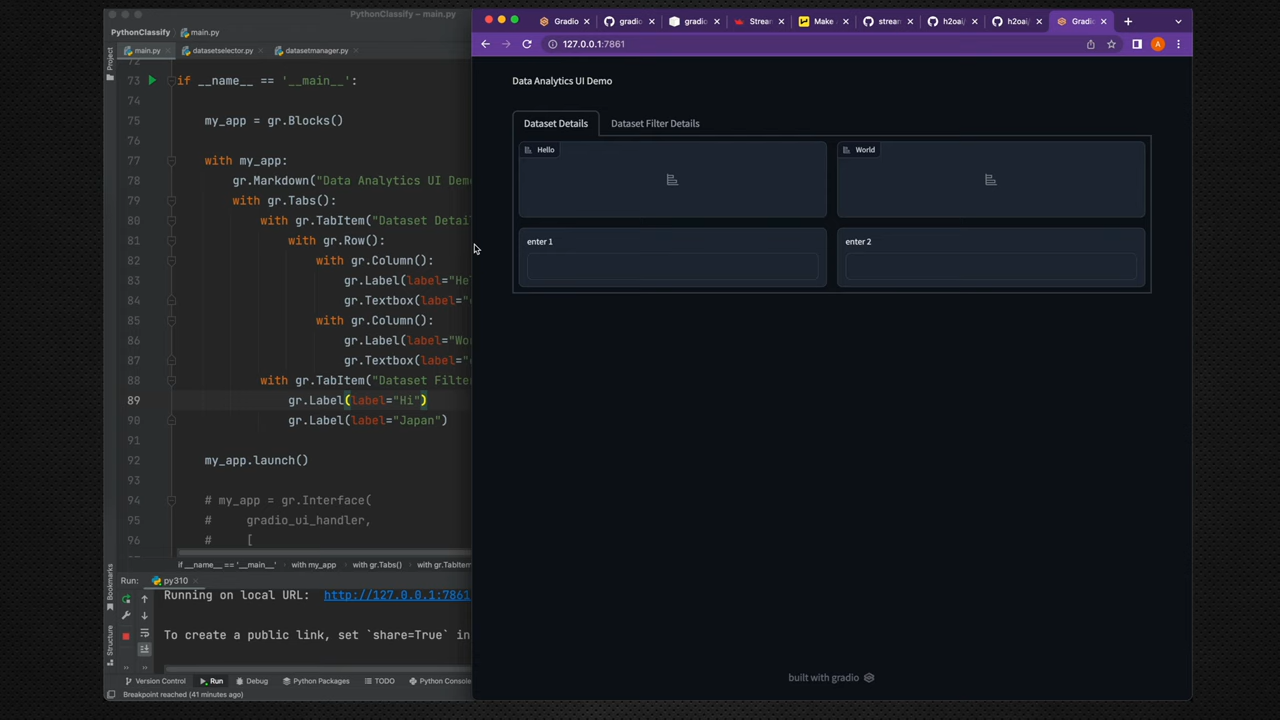 PythonClassify – main.py
PythonClassify
main.py
main.py
datasetselector.py
datasetmanager.py
Project
72
73 if __name__ == '__main__':
74
75 my_app = gr.Blocks()
76
77 with my_app:
78 gr.Markdown("Data Analytics UI Demo
79 with gr.Tabs():
80 with gr.TabItem("Dataset Detai
81 with gr.Row():
82 with gr.Column():
83 gr.Label(label="He
84 gr.Textbox(label="
85 with gr.Column():
86 gr.Label(label="Wo
87 gr.Textbox(label="
88 with gr.TabItem("Dataset Filter
89 gr.Label(label="Hi")
90 gr.Label(label="Japan")
91
92 my_app.launch()
93
94 # my_app = gr.Interface(
95 # gradio_ui_handler,
96 # [
if __name__ == '__main__' with my_app with gr.Tabs() with gr.TabItem
Bookmarks
Structure
Run: py310
Running on local URL: http://127.0.0.1:7861
To create a public link, set `share=True` in
Version Control Run Debug Python Packages TODO Python Console
Breakpoint reached (41 minutes ago)
Gradio gradio gradio Stream Make stream h2oai/ h2oai/ Gradio
127.0.0.1:7861
A
Data Analytics UI Demo
Dataset Details Dataset Filter Details
Hello World
enter 1 enter 2
built with gradio